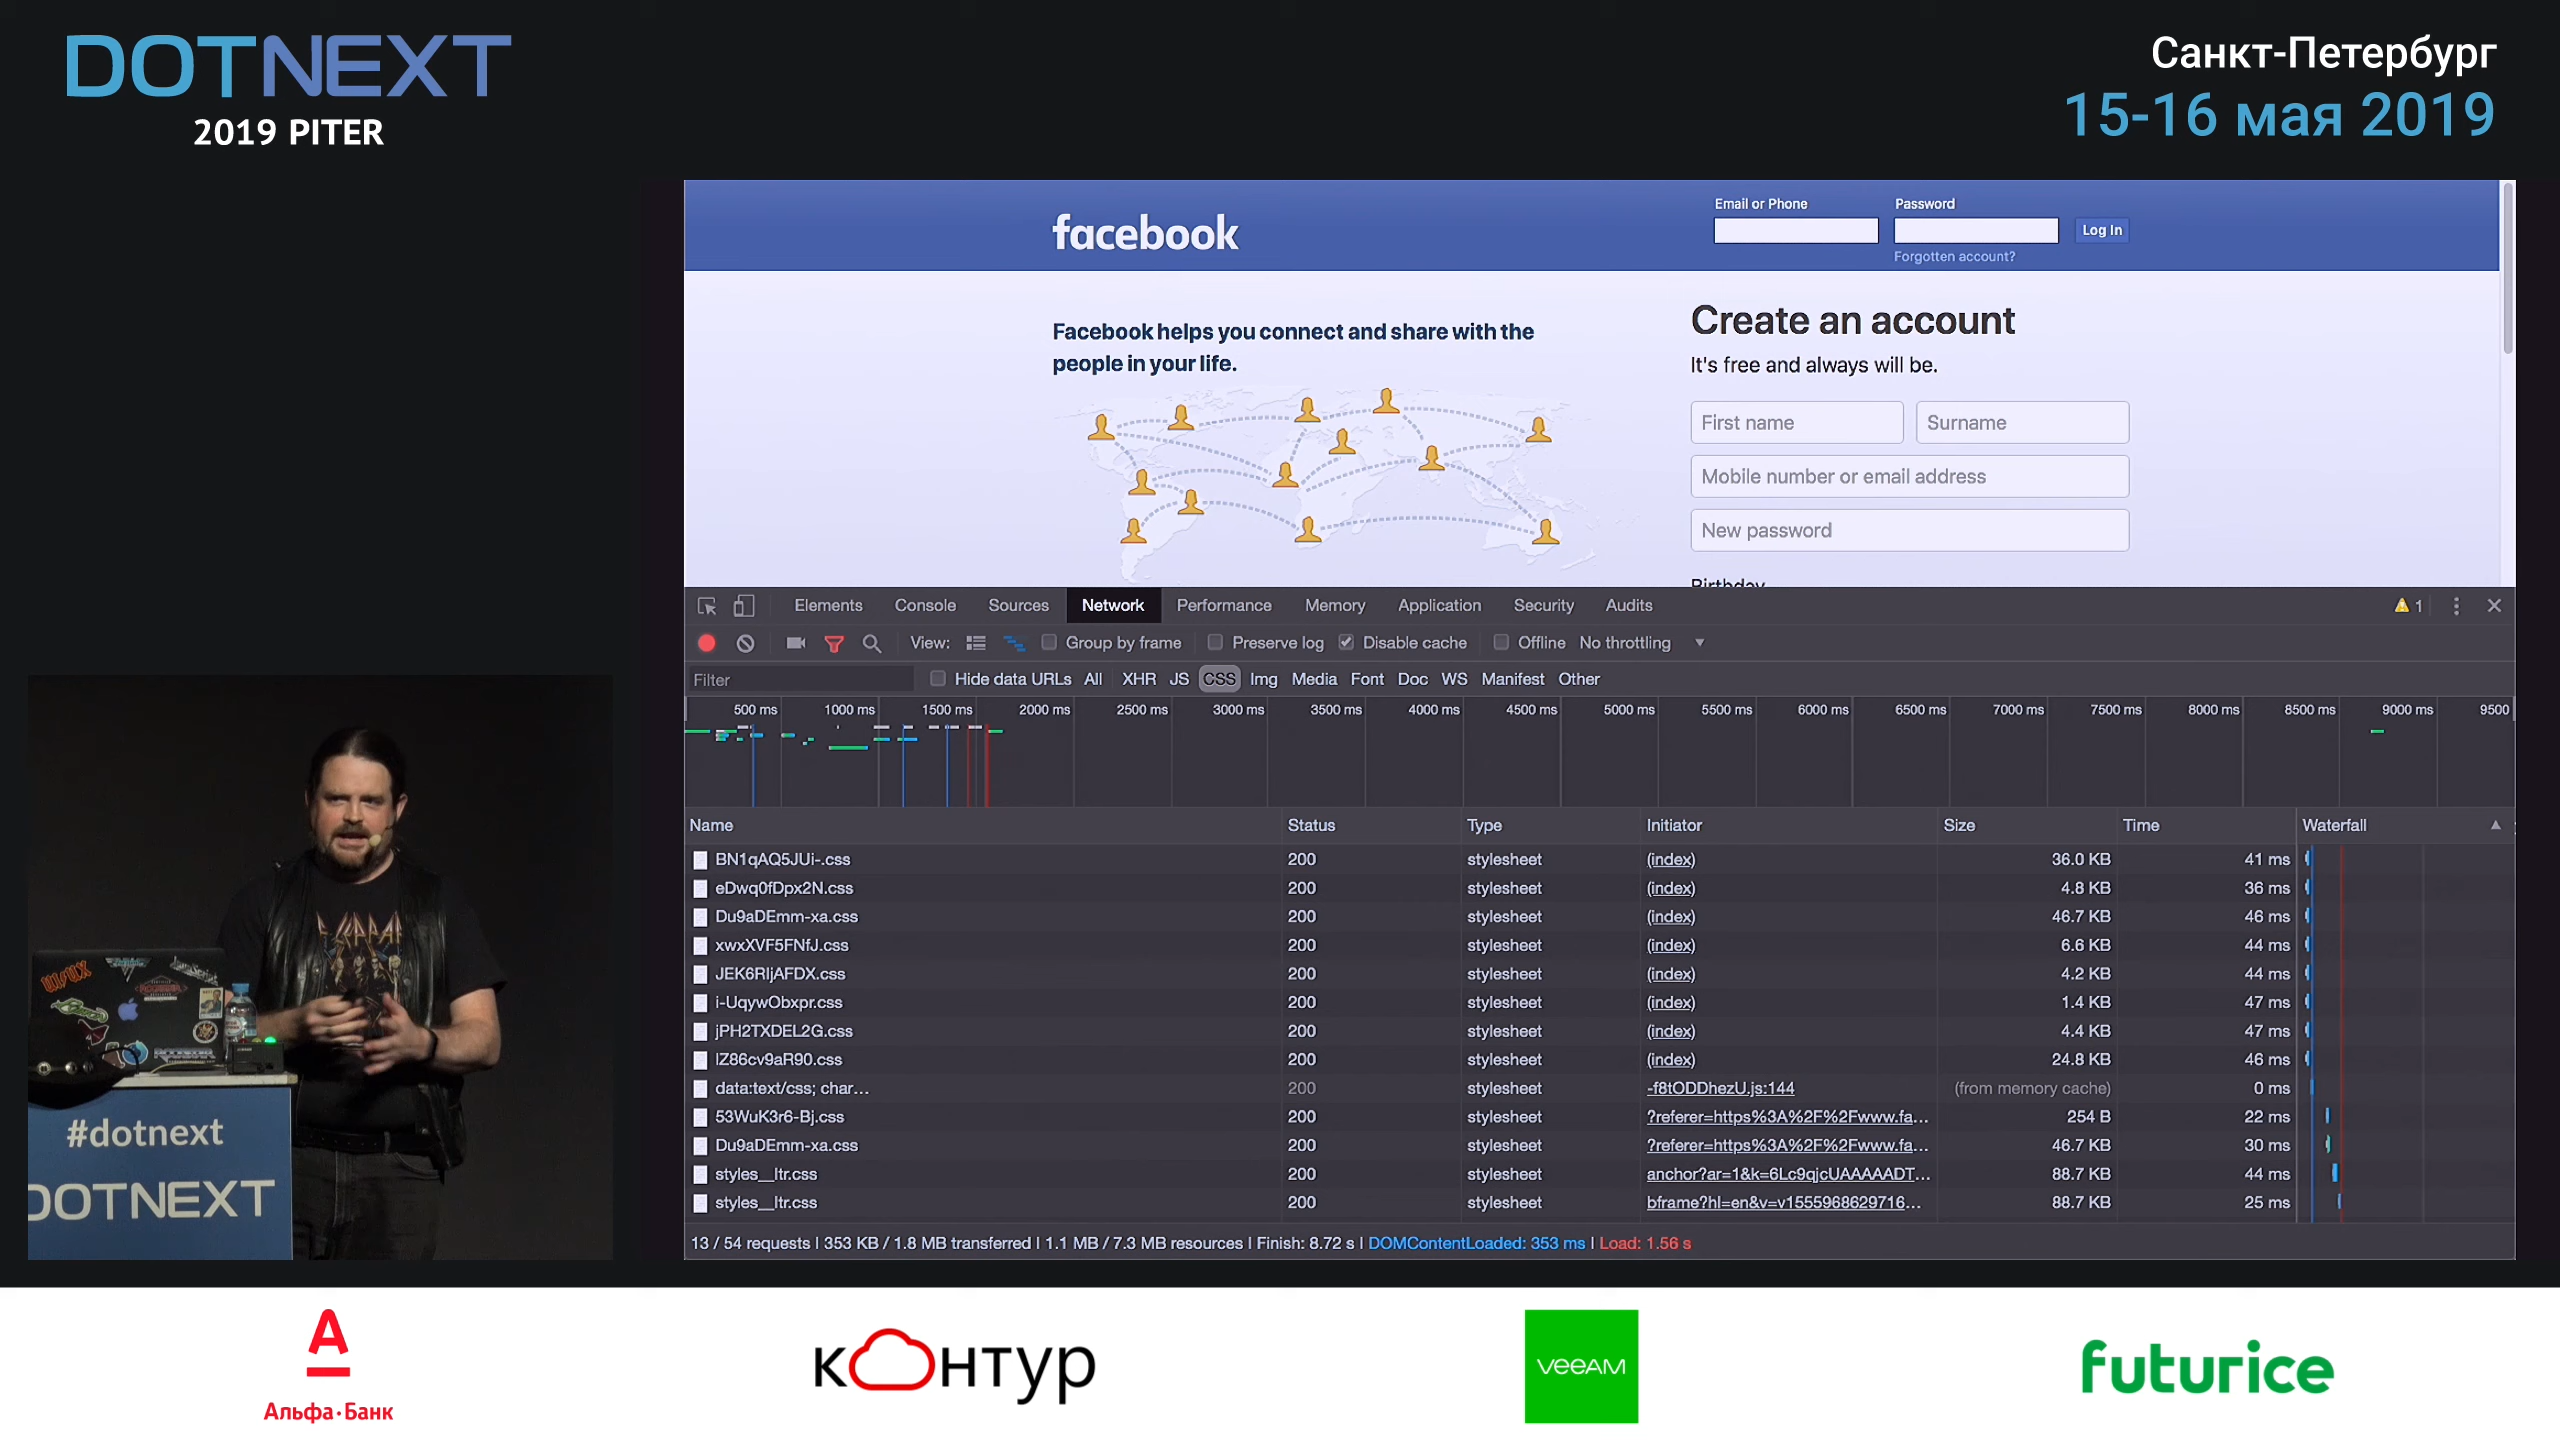 DOTNEXT
2019 PITER
Санкт-Петербург
15-16 мая 2019
facebook
Email or Phone
Password
Log In
Forgotten account?
Facebook helps you connect and share with the
people in your life.
Create an account
It's free and always will be.
First name
Surname
Mobile number or email address
New password
Birthday
Elements Console Sources Network Performance Memory Application Security Audits 1
View: Group by frame Preserve log Disable cache Offline No throttling
Filter Hide data URLs All XHR JS CSS Img Media Font Doc WS Manifest Other
500 ms 1000 ms 1500 ms 2000 ms 2500 ms 3000 ms 3500 ms 4000 ms 4500 ms 5000 ms 5500 ms 6000 ms 6500 ms 7000 ms 7500 ms 8000 ms 8500 ms 9000 ms 9500
Name Status Type Initiator Size Time Waterfall
BN1qAQ5JUi-.css 200 stylesheet (index) 36.0 KB 41 ms
eDwq0fDpx2N.css 200 stylesheet (index) 4.8 KB 36 ms
Du9aDEmm-xa.css 200 stylesheet (index) 46.7 KB 46 ms
xwxXVF5FNfJ.css 200 stylesheet (index) 6.6 KB 44 ms
JEK6RIjAFDX.css 200 stylesheet (index) 4.2 KB 44 ms
i-UqywObxpr.css 200 stylesheet (index) 1.4 KB 47 ms
jPH2TXDEL2G.css 200 stylesheet (index) 4.4 KB 47 ms
IZ86cv9aR90.css 200 stylesheet (index) 24.8 KB 46 ms
data:text/css; char... 200 stylesheet -f8tODDhezU.js:144 (from memory cache) 0 ms
53WuK3r6-Bj.css 200 stylesheet ?referer=https%3A%2F%2Fwww.fa... 254 B 22 ms
Du9aDEmm-xa.css 200 stylesheet ?referer=https%3A%2F%2Fwww.fa... 46.7 KB 30 ms
styles__ltr.css 200 stylesheet anchor?ar=1&k=6Lc9qjcUAAAAADT... 88.7 KB 44 ms
styles__ltr.css 200 stylesheet bframe?hl=en&v=v1555968629716... 88.7 KB 25 ms
13 / 54 requests | 353 KB / 1.8 MB transferred | 1.1 MB / 7.3 MB resources | Finish: 8.72 s | DOMContentLoaded: 353 ms | Load: 1.56 s
UI/UX
#dotnext
DOTNEXT
А
Альфа·Банк
контур
veeAM
futurice